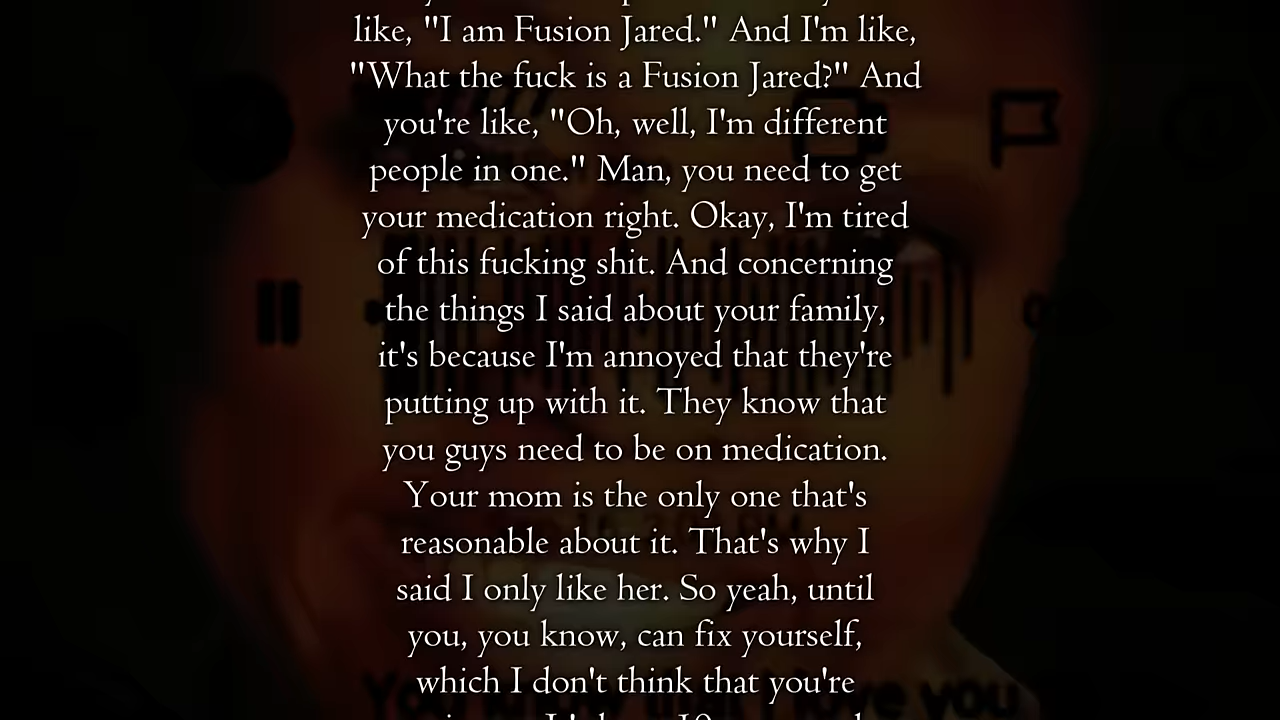 like, "I am Fusion Jared." And I'm like,
"What the fuck is a Fusion Jared?" And
you're like, "Oh, well, I'm different
people in one." Man, you need to get
your medication right. Okay, I'm tired
of this fucking shit. And concerning
the things I said about your family,
it's because I'm annoyed that they're
putting up with it. They know that
you guys need to be on medication.
Your mom is the only one that's
reasonable about it. That's why I
said I only like her. So yeah, until
you, you know, can fix yourself,
which I don't think that you're